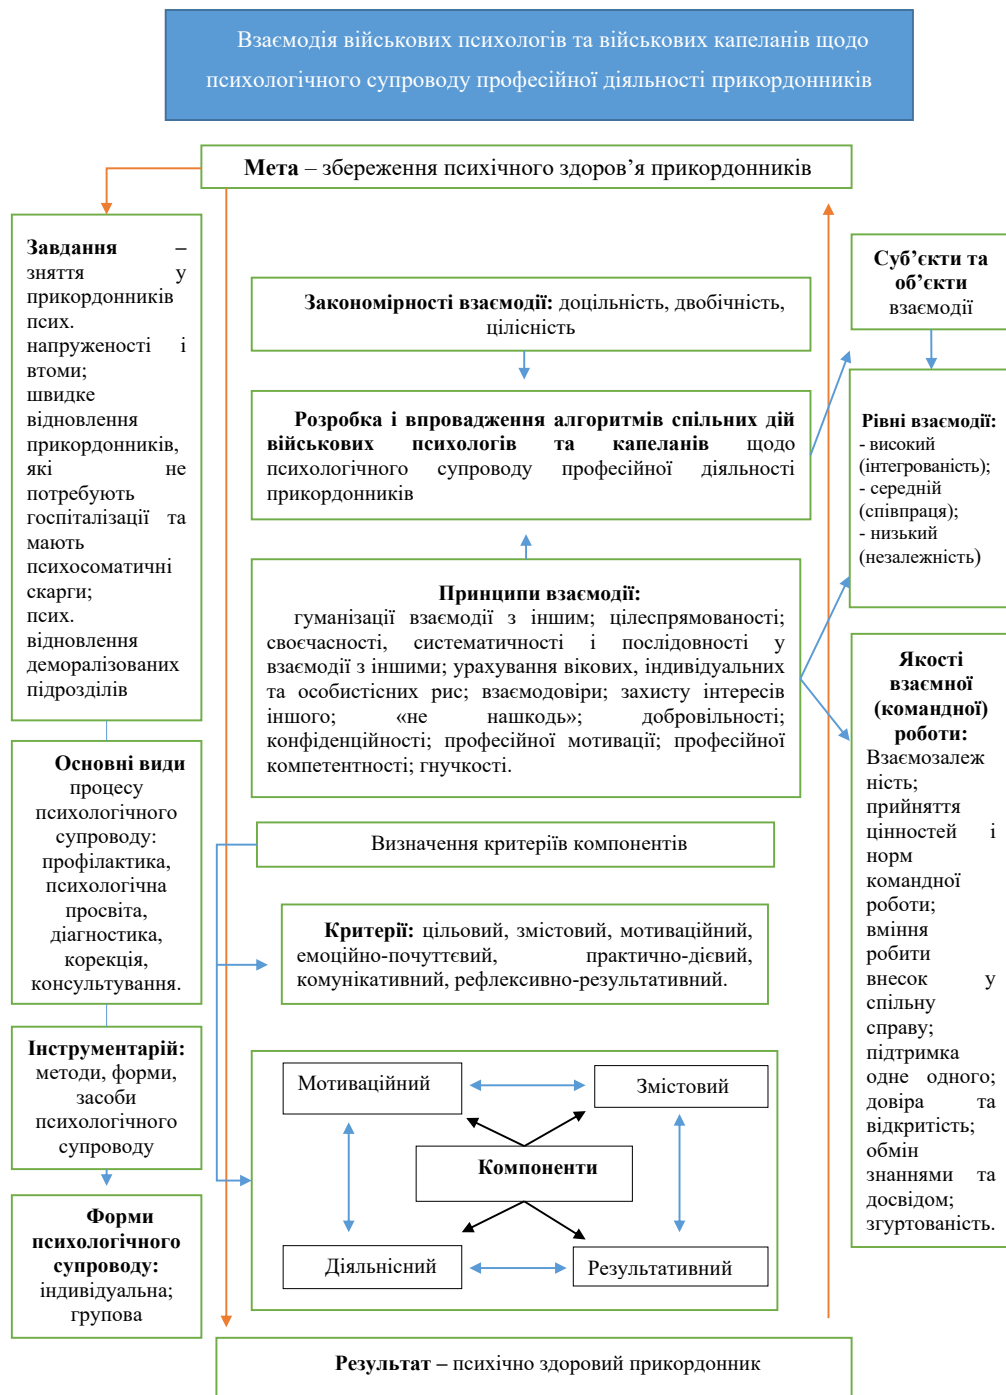 Взаємодія військових психологів та військових капеланів щодо
психологічного супроводу професійної діяльності прикордонників
Мета – збереження психічного здоров’я прикордонників
Завдання –
зняття у
прикордонників
псих.
напруженості і
втоми;
швидке
відновлення
прикордонників,
які не
потребують
госпіталізації та
мають
психосоматичні
скарги;
псих.
відновлення
деморалізованих
підрозділів
Основні види
процесу
психологічного
супроводу:
профілактика,
психологічна
просвіта,
діагностика,
корекція,
консультування.
Інструментарій:
методи, форми,
засоби
психологічного
супроводу
Форми
психологічного
супроводу:
індивідуальна;
групова
Закономірності взаємодії: доцільність, двобічність,
цілісність
Розробка і впровадження алгоритмів спільних дій
військових психологів та капеланів щодо
психологічного супроводу професійної діяльності
прикордонників
Принципи взаємодії:
гуманізації взаємодії з іншим; цілеспрямованості;
своєчасності, систематичності і послідовності у
взаємодії з іншими; урахування вікових, індивідуальних
та особистісних рис; взаємодовіри; захисту інтересів
іншого; «не нашкодь»; добровільності;
конфіденційності; професійної мотивації; професійної
компетентності; гнучкості.
Визначення критеріїв компонентів
Критерії: цільовий, змістовий, мотиваційний,
емоційно-почуттєвий, практично-дієвий,
комунікативний, рефлексивно-результативний.
Мотиваційний
Змістовий
Компоненти
Діяльнісний
Результативний
Суб’єкти та
об’єкти
взаємодії
Рівні взаємодії:
- високий
(інтегрованість);
- середній
(співпраця);
- низький
(незалежність)
Якості
взаємної
(командної)
роботи:
Взаємозалеж
ність;
прийняття
цінностей і
норм
командної
роботи;
вміння
робити
внесок у
спільну
справу;
підтримка
одне одного;
довіра та
відкритість;
обмін
знаннями та
досвідом;
згуртованість.
Результат – психічно здоровий прикордонник